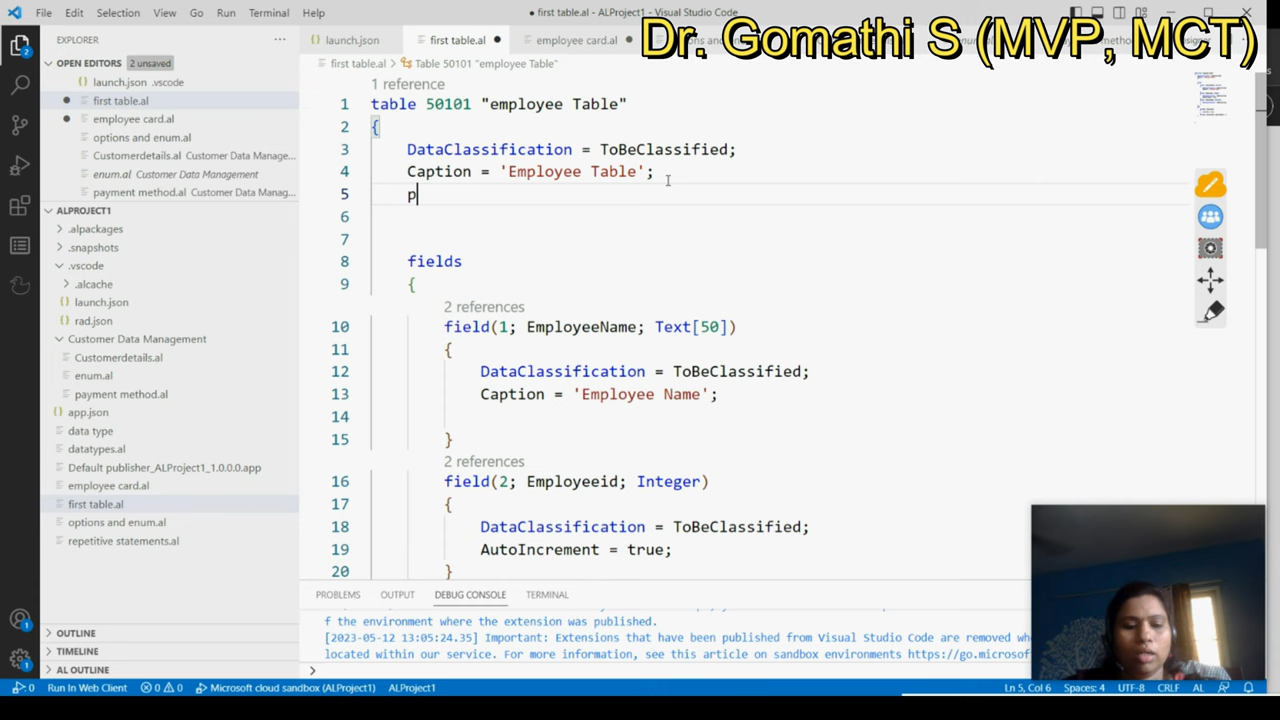 File Edit Selection View Go Run Terminal Help
● first table.al - ALProject1 - Visual Studio Code
Dr. Gomathi S (MVP, MCT)
EXPLORER
launch.json
first table.al ●
employee card.al ●
OPEN EDITORS 2 unsaved
first table.al > Table 50101 "employee Table"
launch.json .vscode
first table.al
employee card.al
options and enum.al
Customerdetails.al Customer Data Manage...
enum.al Customer Data Management
payment method.al Customer Data Manag...
ALPROJECT1
.alpackages
.snapshots
.vscode
.alcache
launch.json
rad.json
Customer Data Management
Customerdetails.al
enum.al
payment method.al
app.json
data type
datatypes.al
Default publisher_ALProject1_1.0.0.0.app
employee card.al
first table.al
options and enum.al
repetitive statements.al
OUTLINE
TIMELINE
AL OUTLINE
1 reference
1 table 50101 "employee Table"
2 {
3 DataClassification = ToBeClassified;
4 Caption = 'Employee Table';
5 p
6
7
8 fields
9 {
2 references
10 field(1; EmployeeName; Text[50])
11 {
12 DataClassification = ToBeClassified;
13 Caption = 'Employee Name';
14
15 }
2 references
16 field(2; Employeeid; Integer)
17 {
18 DataClassification = ToBeClassified;
19 AutoIncrement = true;
20 }
PROBLEMS OUTPUT DEBUG CONSOLE TERMINAL
f the environment where the extension was published.
[2023-05-12 13:05:24.35] Important: Extensions that have been published from Visual Studio Code are removed
located within our service. For more information, see this article on sandbox environments https://go.microsof
0 Run In Web Client 0 0 Microsoft cloud sandbox (ALProject1) ALProject1
Ln 5, Col 6 Spaces: 4 UTF-8 CRLF AL